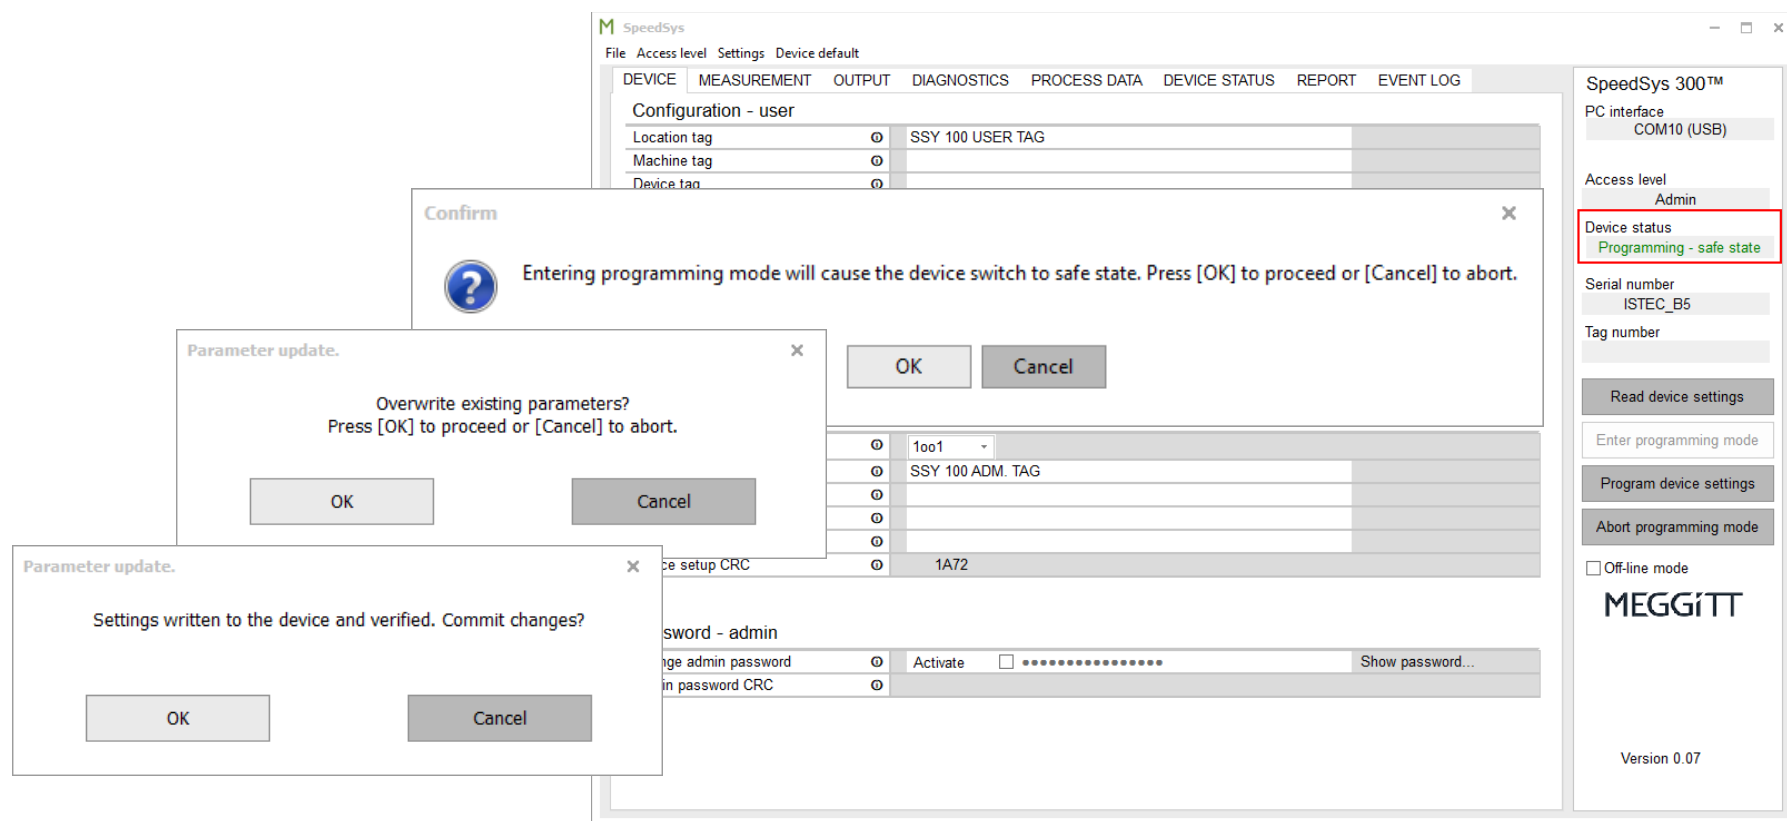 SpeedSys
File Access level Settings Device default
DEVICE MEASUREMENT OUTPUT DIAGNOSTICS PROCESS DATA DEVICE STATUS REPORT EVENT LOG
Configuration - user
Location tag SSY 100 USER TAG
Machine tag
Device tag
Confirm
Entering programming mode will cause the device switch to safe state. Press [OK] to proceed or [Cancel] to abort.
OK Cancel
Parameter update.
Overwrite existing parameters?
Press [OK] to proceed or [Cancel] to abort.
OK Cancel
Parameter update.
Settings written to the device and verified. Commit changes?
OK Cancel
1oo1
SSY 100 ADM. TAG
setup CRC 1A72
- admin
admin password Activate •••••••••••••••• Show password...
password CRC
SpeedSys 300™
PC interface
COM10 (USB)
Access level
Admin
Device status
Programming - safe state
Serial number
ISTEC_B5
Tag number
Read device settings
Enter programming mode
Program device settings
Abort programming mode
Off-line mode
MEGGiTT
Version 0.07